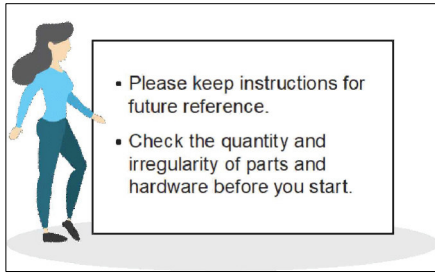 ▪ Please keep instructions for
future reference.
▪ Check the quantity and
irregularity of parts and
hardware before you start.